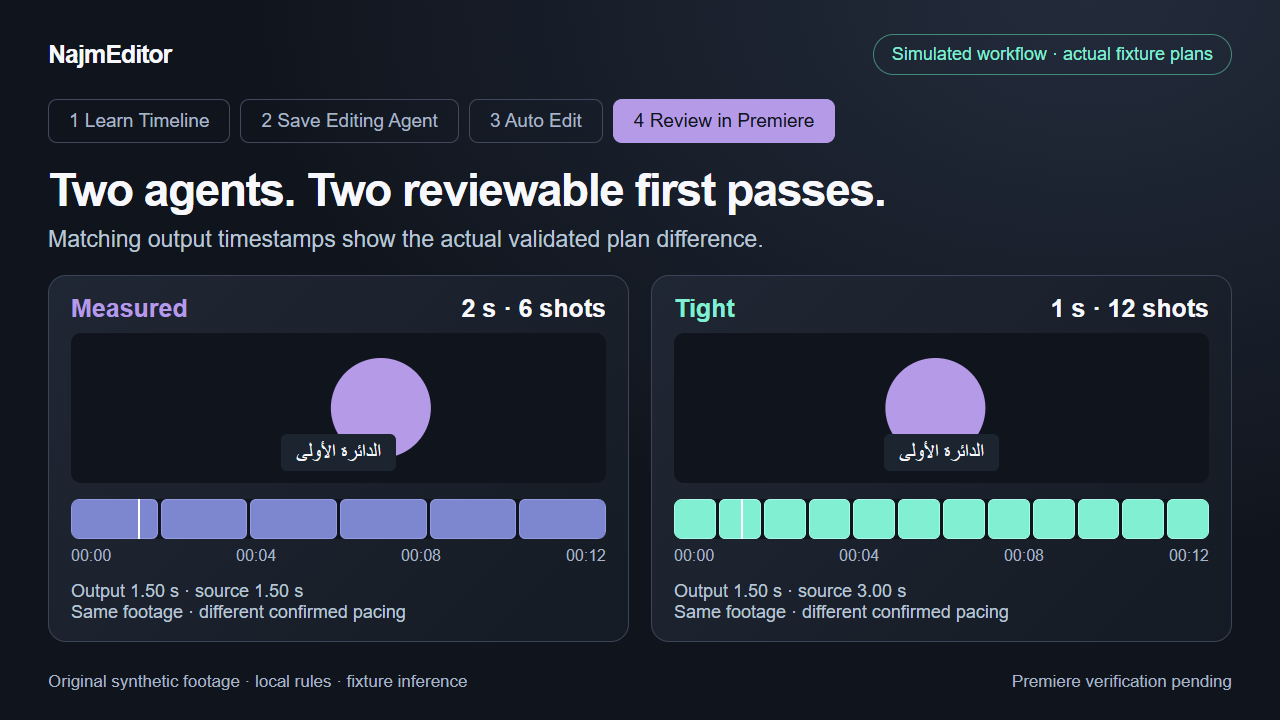 NajmEditor
Simulated workflow · actual fixture plans
1 Learn Timeline
2 Save Editing Agent
3 Auto Edit
4 Review in Premiere
Two agents. Two reviewable first passes.
Matching output timestamps show the actual validated plan difference.
Measured
2 s · 6 shots
الدائرة الأولى
00:00
00:04
00:08
00:12
Output 1.50 s · source 1.50 s
Same footage · different confirmed pacing
Tight
1 s · 12 shots
الدائرة الأولى
00:00
00:04
00:08
00:12
Output 1.50 s · source 3.00 s
Same footage · different confirmed pacing
Original synthetic footage · local rules · fixture inference
Premiere verification pending